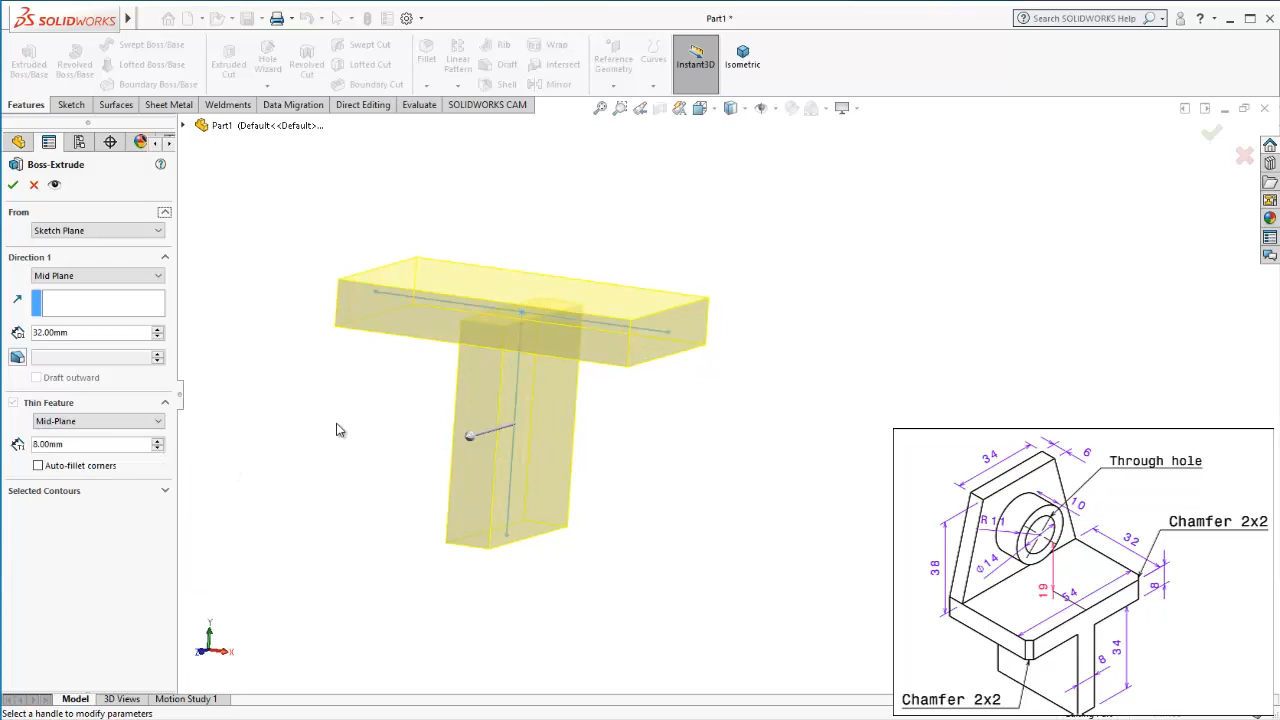 SOLIDWORKS
Part1 *
Search SOLIDWORKS Help
Extruded Boss/Base
Revolved Boss/Base
Swept Boss/Base
Lofted Boss/Base
Boundary Boss/Base
Extruded Cut
Hole Wizard
Revolved Cut
Swept Cut
Lofted Cut
Boundary Cut
Fillet
Linear Pattern
Rib
Draft
Shell
Wrap
Intersect
Mirror
Reference Geometry
Curves
Instant3D
Isometric
Features
Sketch
Surfaces
Sheet Metal
Weldments
Data Migration
Direct Editing
Evaluate
SOLIDWORKS CAM
Part1 (Default<<Default>...
Boss-Extrude
From
Sketch Plane
Direction 1
Mid Plane
32.00mm
Draft outward
Thin Feature
Mid-Plane
8.00mm
Auto-fillet corners
Selected Contours
Y
Z
X
34
6
Through hole
10
R11
Chamfer 2x2
32
38
Ø14
8
19
54
34
8
Chamfer 2x2
Model
3D Views
Motion Study 1
Select a handle to modify parameters